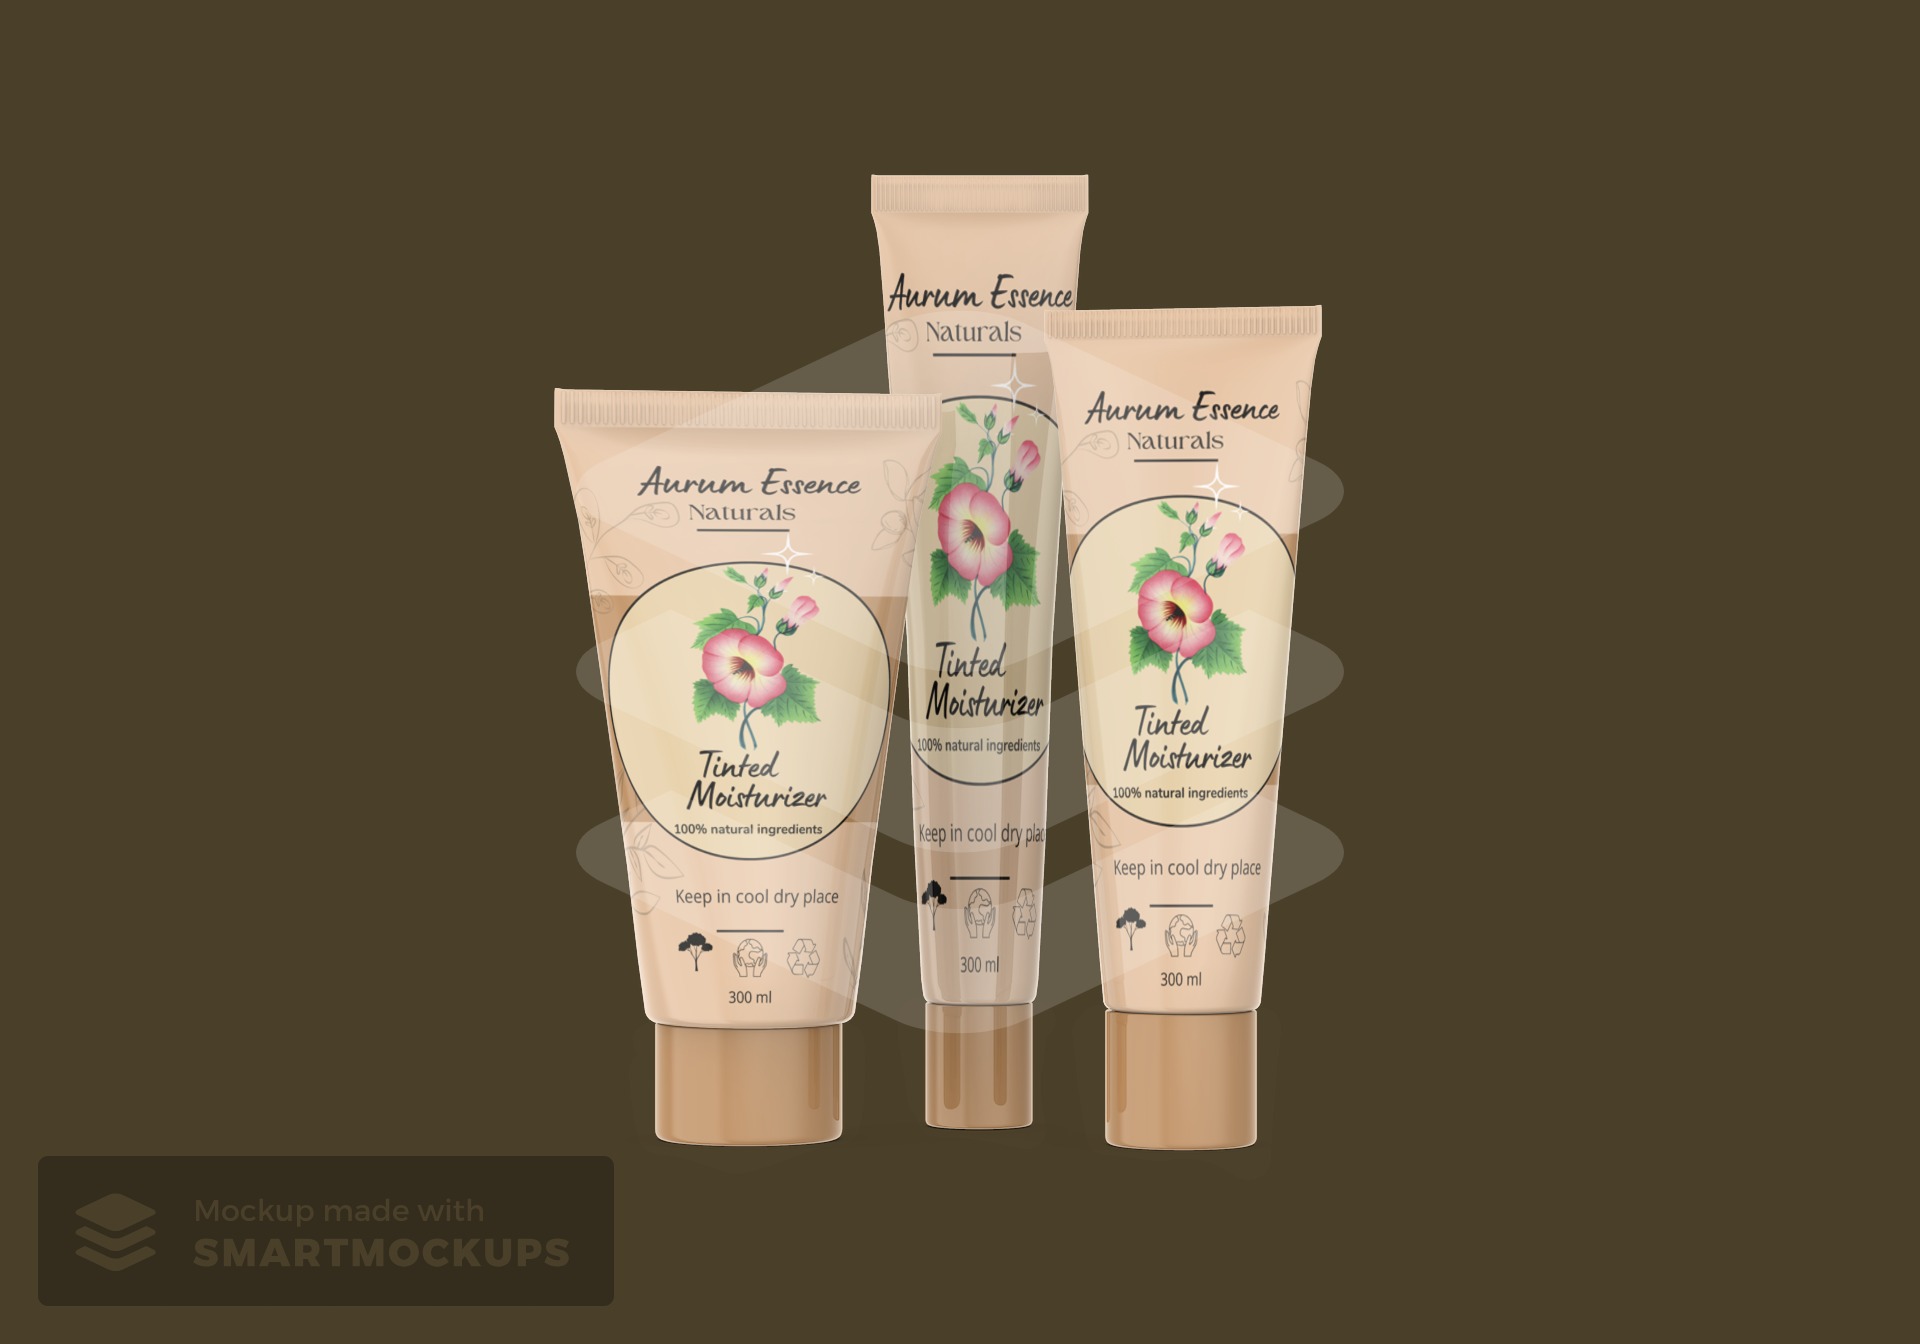 Aurum Essence
Naturals
Tinted
Moisturizer
100% natural ingredients
Keep in cool dry place
300 ml
Aurum Essence
Naturals
Tinted
Moisturizer
100% natural ingredients
Keep in cool dry plac
300 ml
Aurum Essence
Naturals
Tinted
Moisturizer
100% natural ingredients
Keep in cool dry place
300 ml
Mockup made with
SMARTMOCKUPS